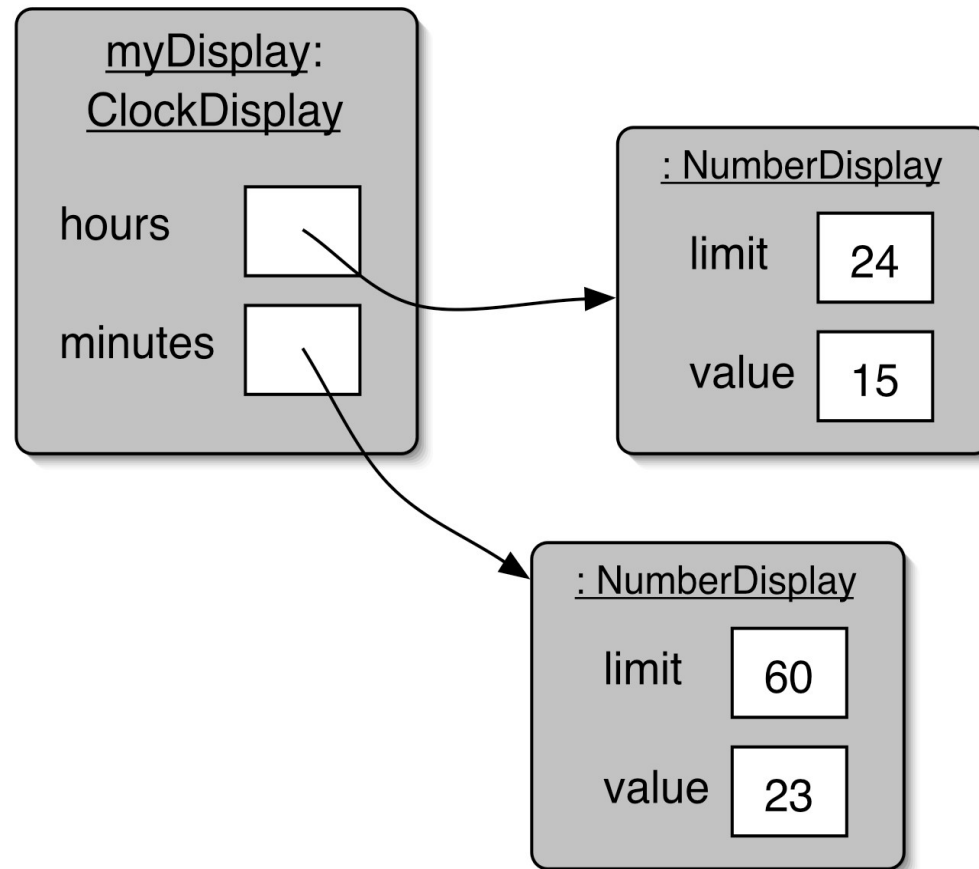 myDisplay:
ClockDisplay
hours
minutes
: NumberDisplay
limit 24
value 15
: NumberDisplay
limit 60
value 23